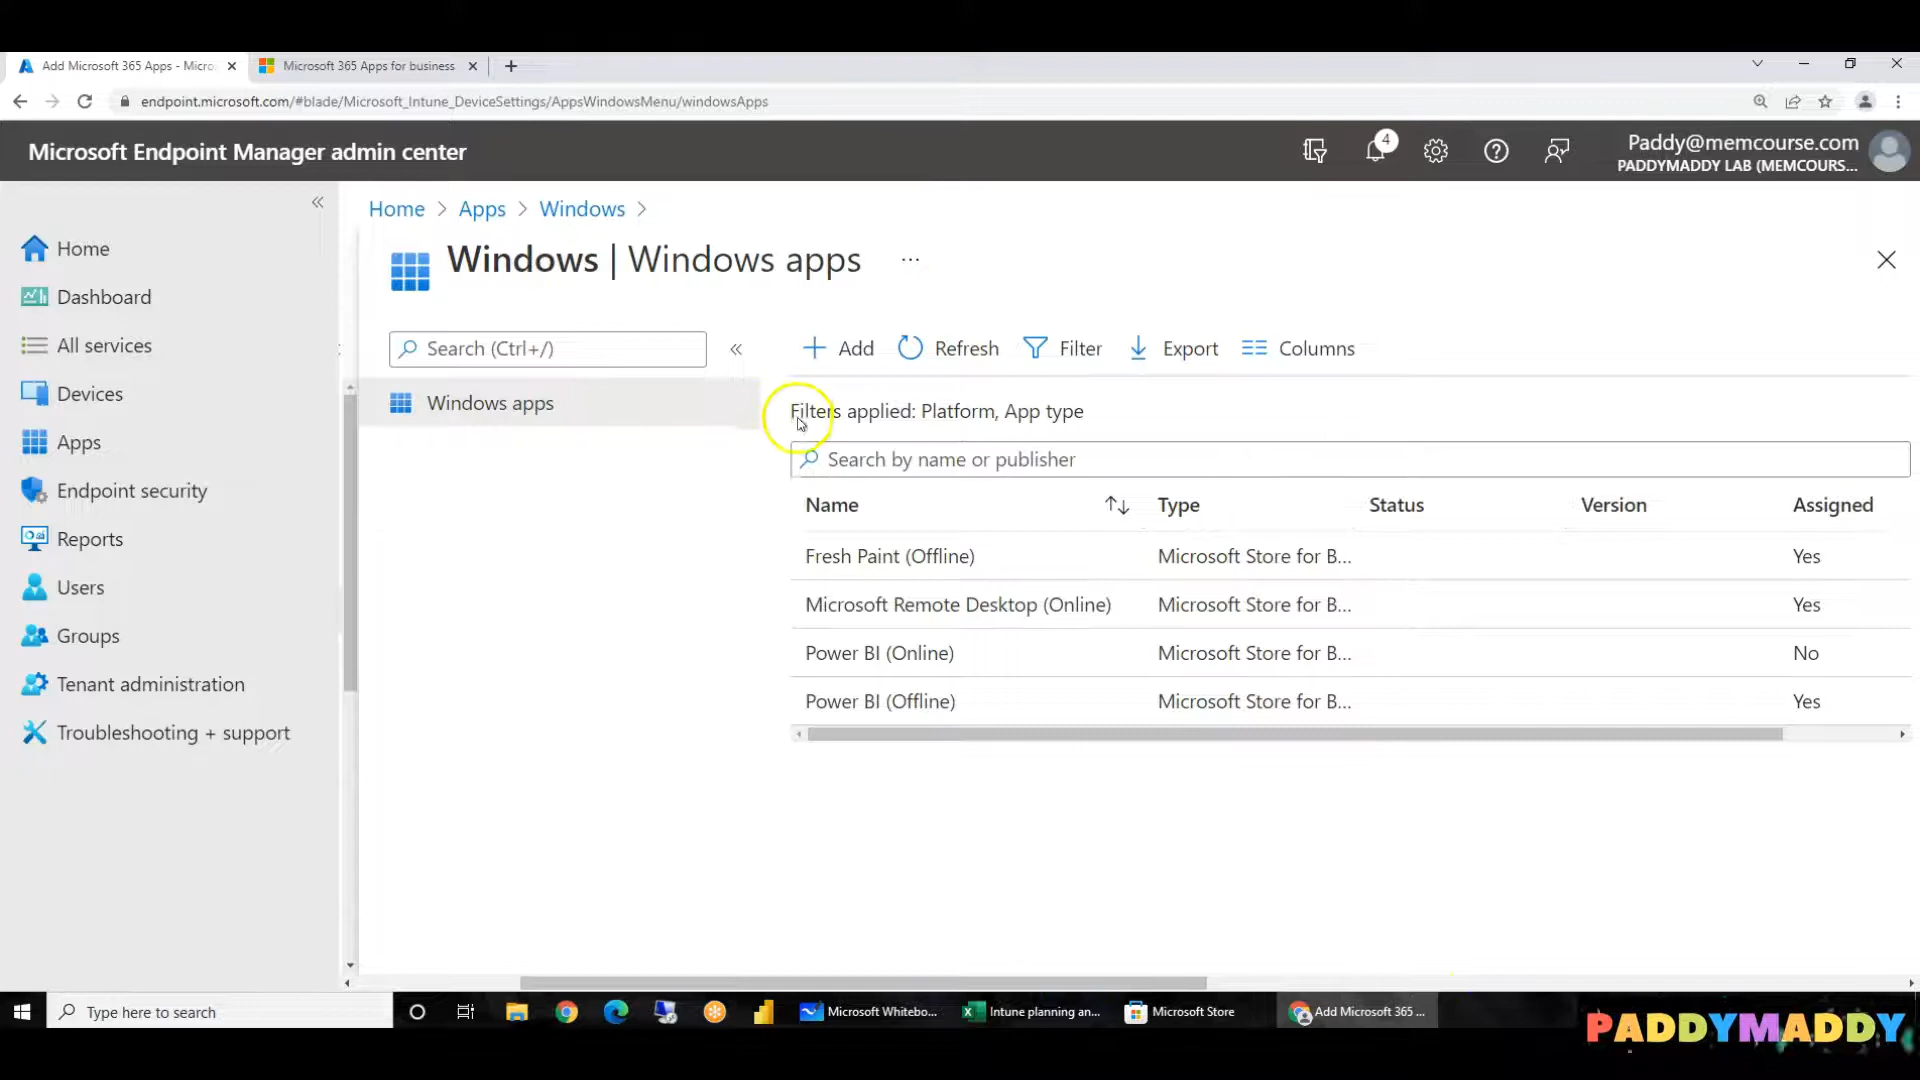 Add Microsoft 365 Apps - Micro:
Microsoft 365 Apps for business
endpoint.microsoft.com/#blade/Microsoft_Intune_DeviceSettings/AppsWindowsMenu/windowsApps
Microsoft Endpoint Manager admin center
4
Paddy@memcourse.com
PADDYMADDY LAB (MEMCOURS...
Home > Apps > Windows >
Windows | Windows apps ...
Home
Dashboard
All services
Devices
Apps
Endpoint security
Reports
Users
Groups
Tenant administration
Troubleshooting + support
Search (Ctrl+/)
Windows apps
Add Refresh Filter Export Columns
Filters applied: Platform, App type
Search by name or publisher
Name Type Status Version Assigned
Fresh Paint (Offline) Microsoft Store for B... Yes
Microsoft Remote Desktop (Online) Microsoft Store for B... Yes
Power BI (Online) Microsoft Store for B... No
Power BI (Offline) Microsoft Store for B... Yes
Type here to search
Microsoft Whitebo...
Intune planning an...
Microsoft Store
Add Microsoft 365 ...
PADDYMADDY